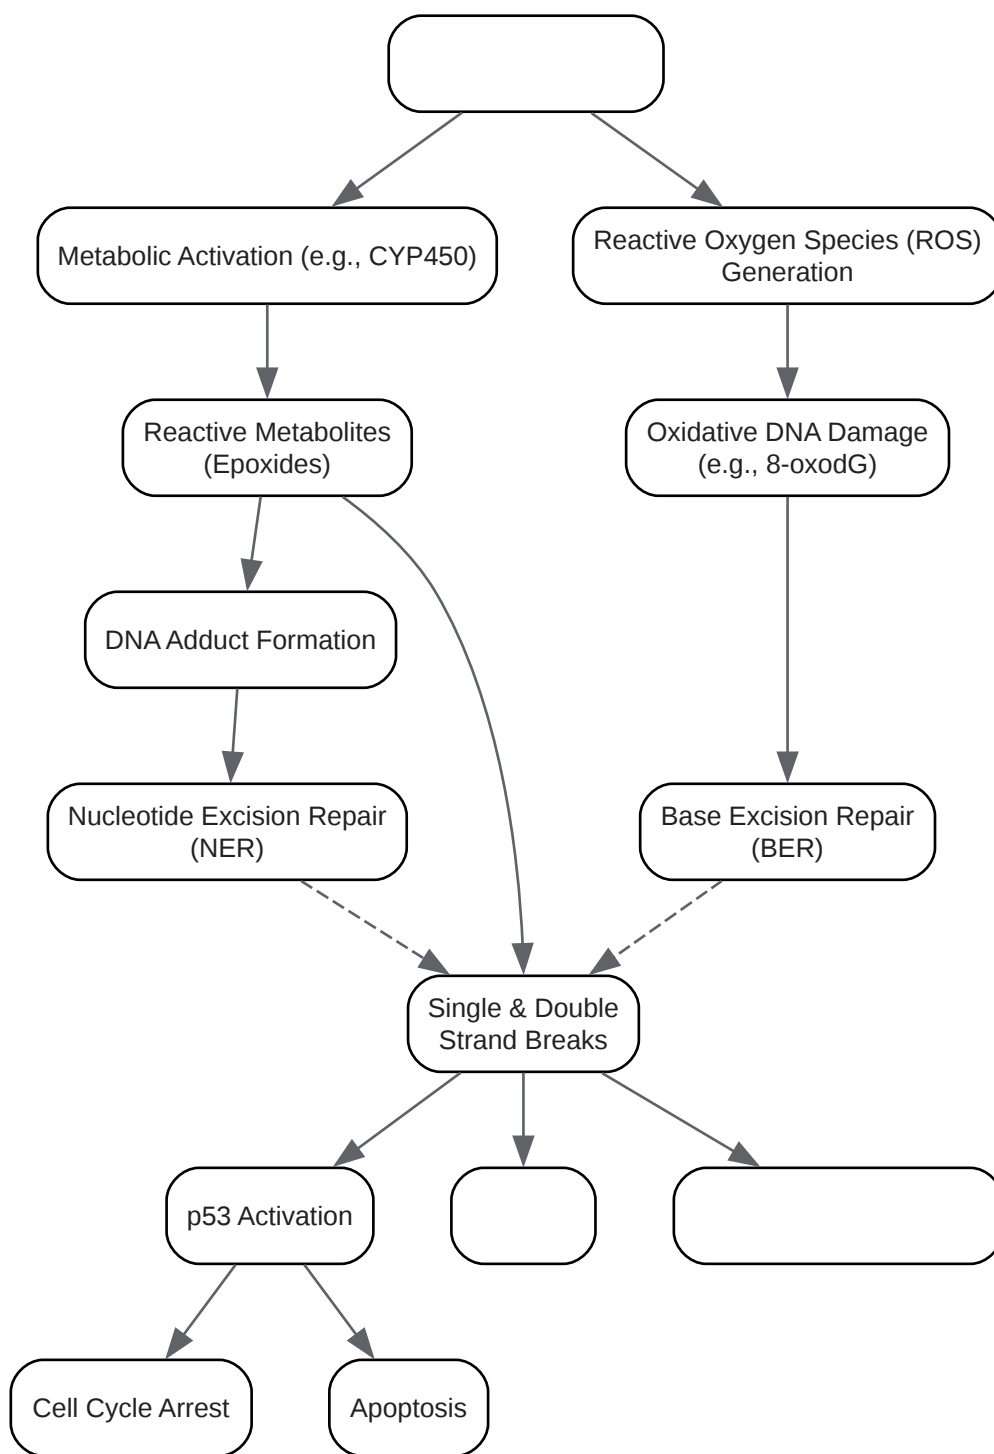 Metabolic Activation (e.g., CYP450)
Reactive Oxygen Species (ROS)
Generation
Reactive Metabolites
(Epoxides)
Oxidative DNA Damage
(e.g., 8-oxodG)
DNA Adduct Formation
Nucleotide Excision Repair
(NER)
Base Excision Repair
(BER)
Single & Double
Strand Breaks
p53 Activation
Cell Cycle Arrest
Apoptosis